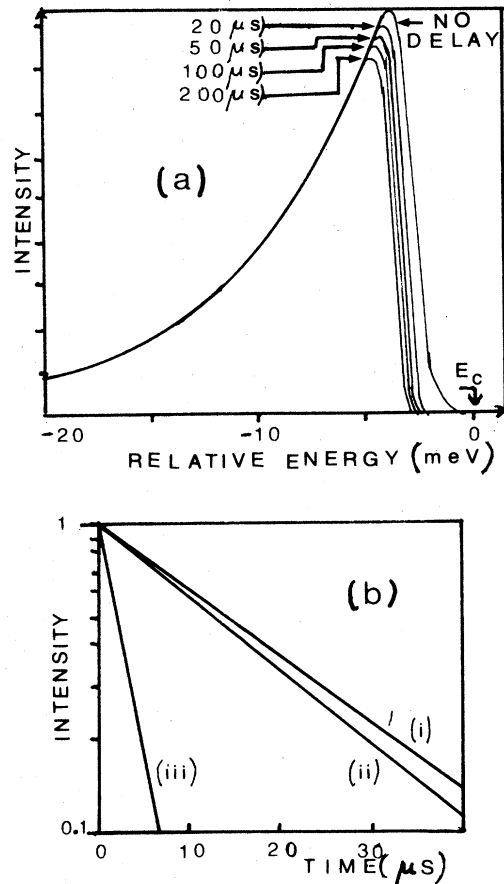 20 μs
50 μs
100 μs
200 μs
NO
DELAY
(a)
INTENSITY
E_c
-20
-10
0
RELATIVE ENERGY (meV)
1
(b)
INTENSITY
(i)
(ii)
(iii)
0.1
0
10
20
30
TIME (μs)